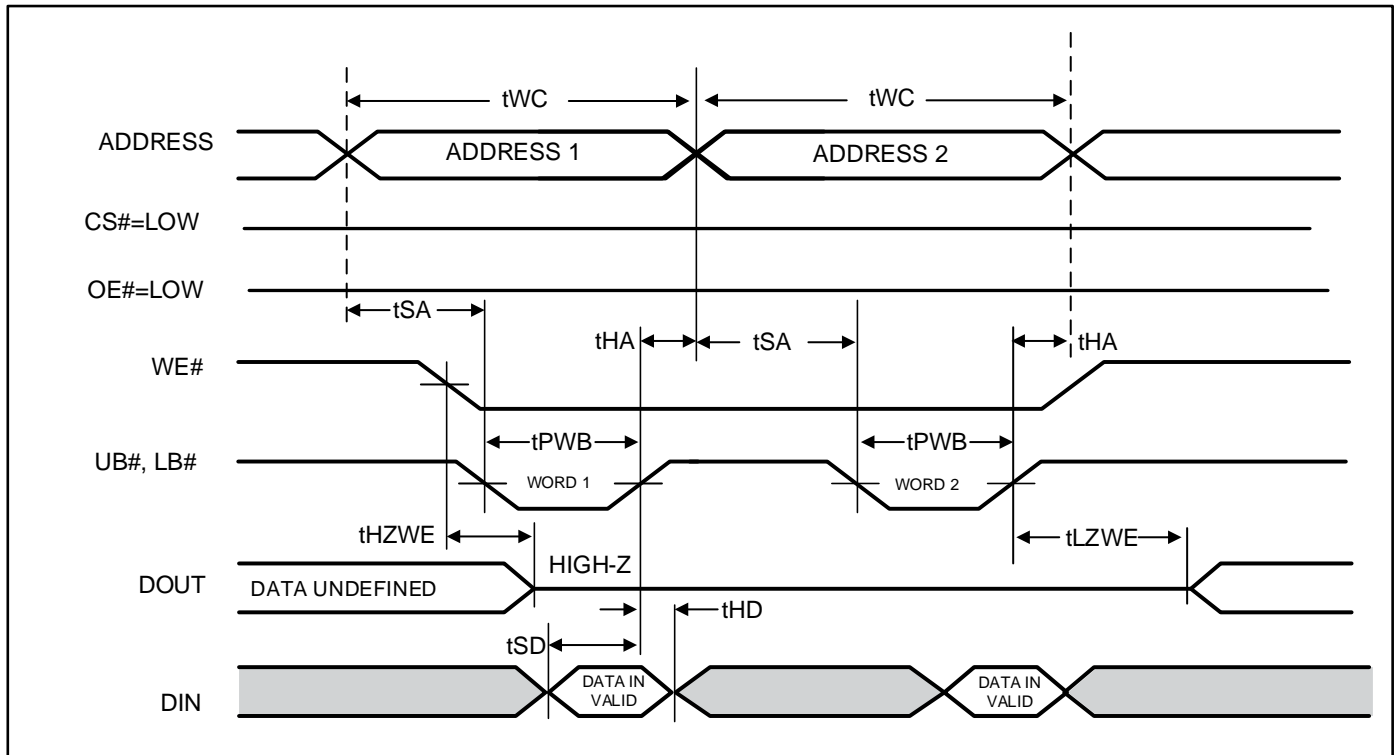 tWC tWC
ADDRESS ADDRESS 1 ADDRESS 2
CS#=LOW
OE#=LOW
tSA tHA tSA tHA
WE#
tPWB tPWB
UB#, LB# WORD 1 WORD 2
tHZWE tLZWE
HIGH-Z
DOUT DATA UNDEFINED
tHD
tSD
DIN DATA IN VALID DATA IN VALID